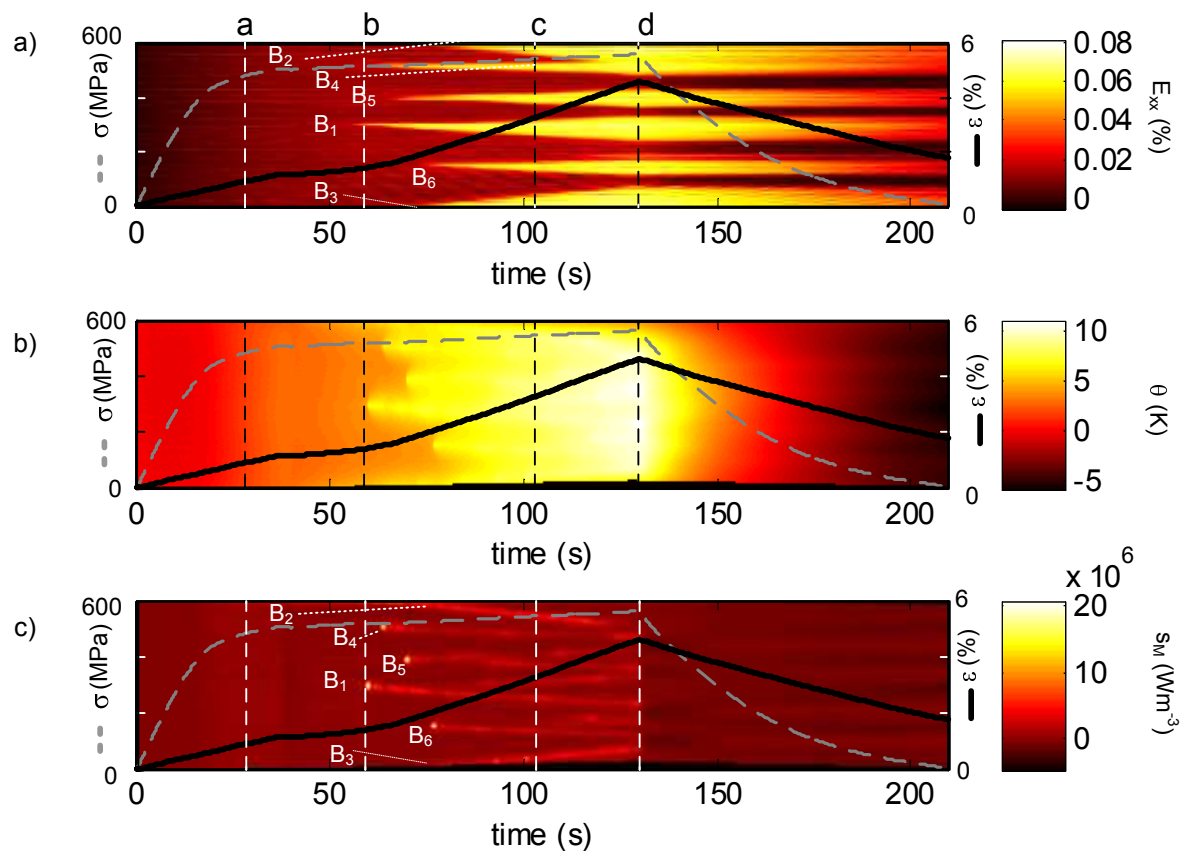 a b c d
a)
600
σ (MPa)
0
B2
B4
B5
B1
B6
B3
6
ε (%)
0
0.08
0.06
0.04
0.02
Exx (%)
0 50 100 150 200
time (s)
b)
600
σ (MPa)
0
6
ε (%)
0
10
5
0
-5
θ (K)
0 50 100 150 200
time (s)
c)
600
σ (MPa)
0
B2
B4
B5
B1
B6
B3
6
ε (%)
0
x 10^6
20
15
10
5
0
sM (Wm-3)
0 50 100 150 200
time (s)